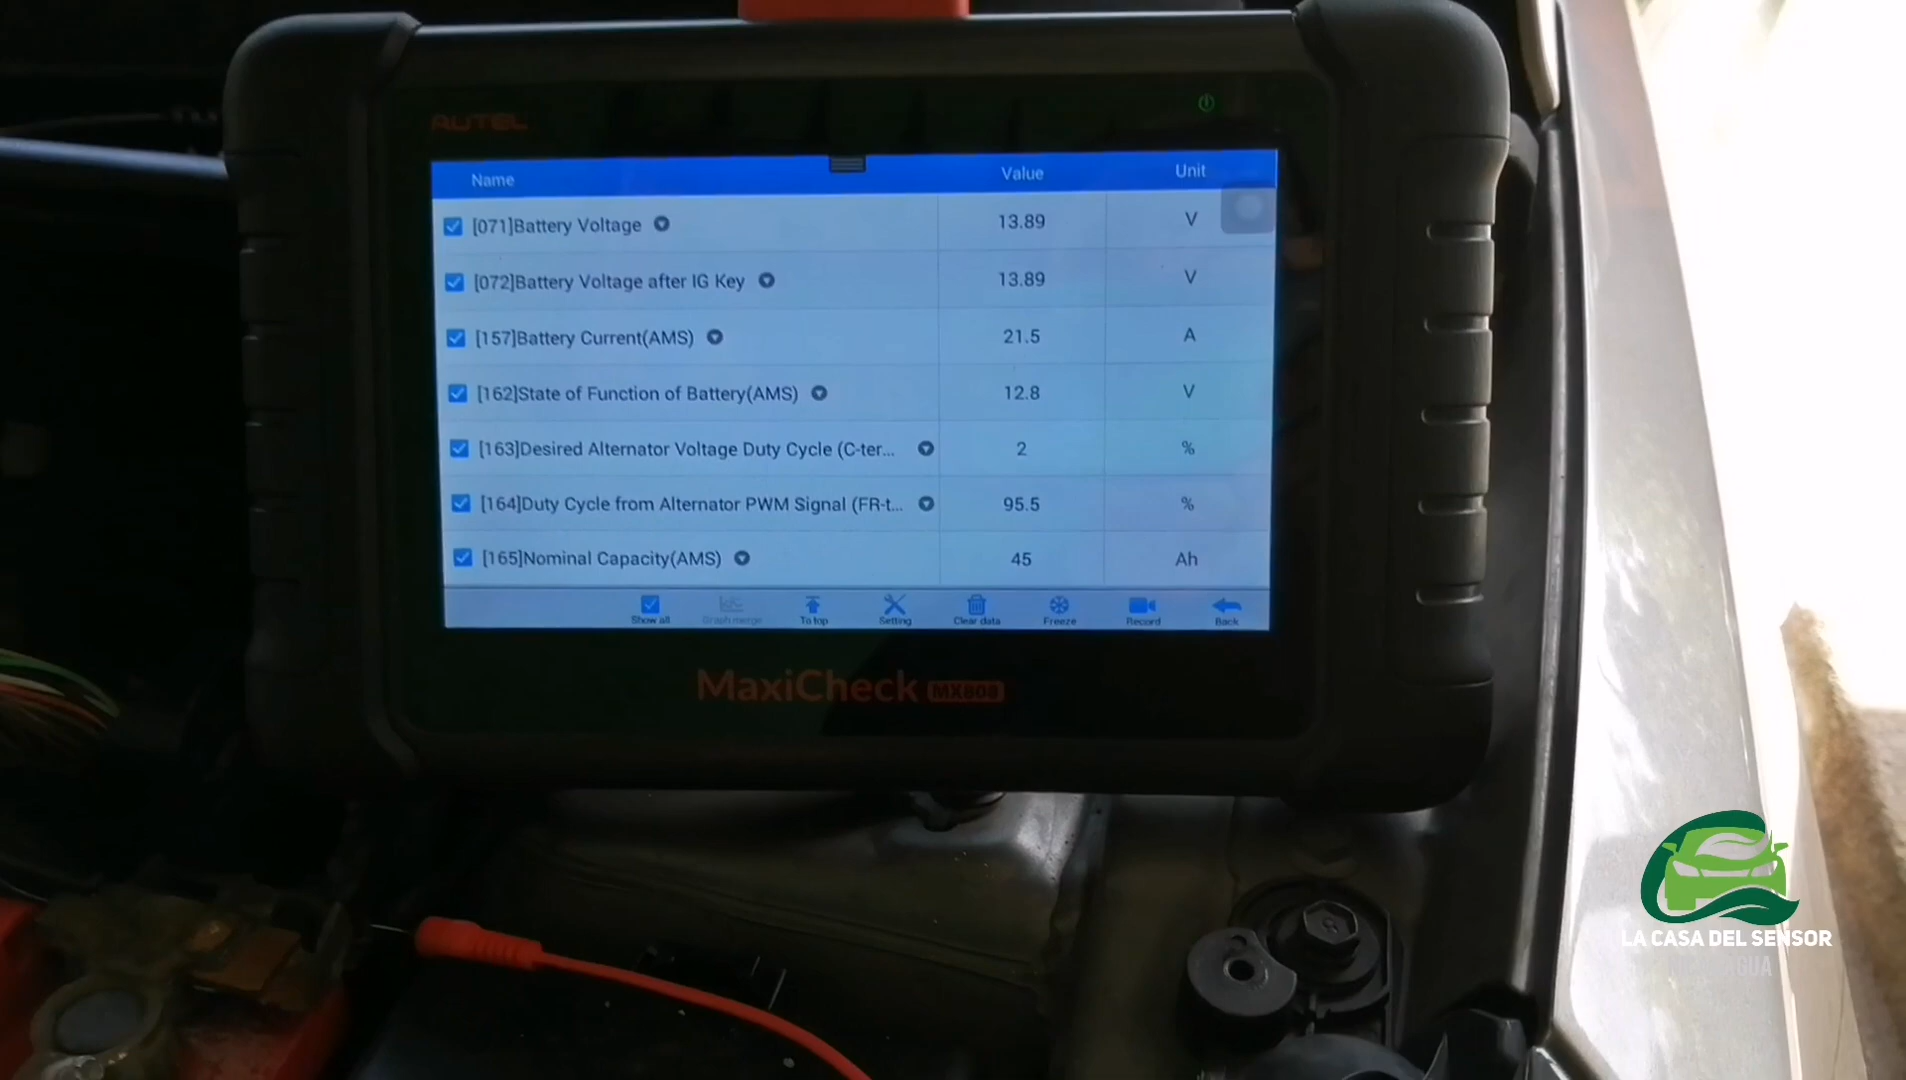 AUTEL
Name Value Unit
[071]Battery Voltage 13.89 V
[072]Battery Voltage after IG Key 13.89 V
[157]Battery Current(AMS) 21.5 A
[162]State of Function of Battery(AMS) 12.8 V
[163]Desired Alternator Voltage Duty Cycle (C-ter... 2 %
[164]Duty Cycle from Alternator PWM Signal (FR-t... 95.5 %
[165]Nominal Capacity(AMS) 45 Ah
Show all Graph merge To top Setting Clear data Freeze Record Back
MaxiCheck MX808
LA CASA DEL SENSOR